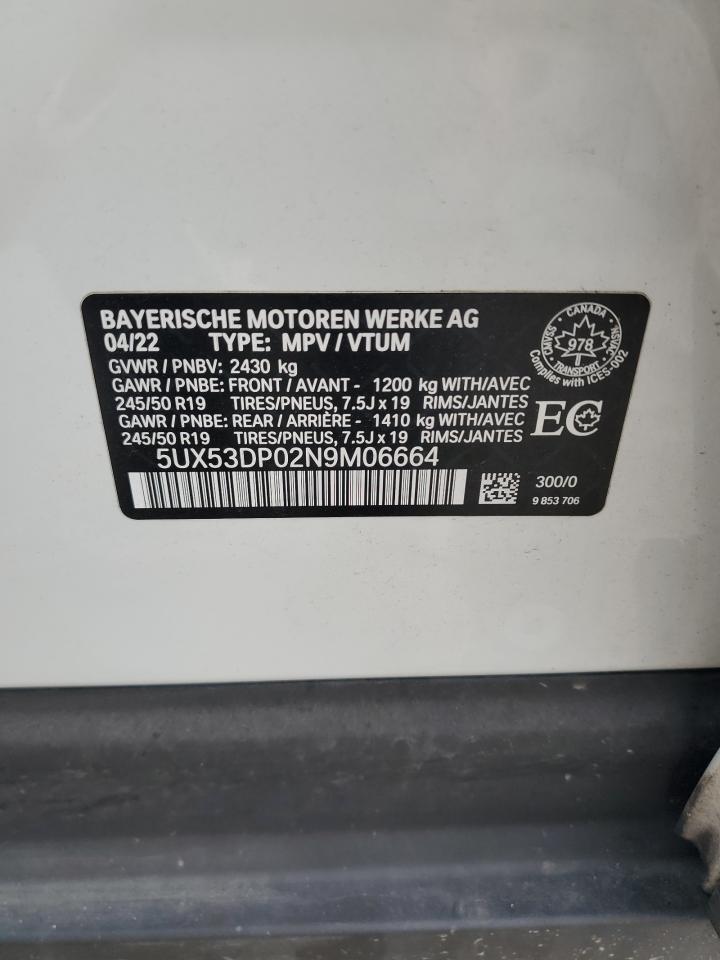 BAYERISCHE MOTOREN WERKE AG
04/22 TYPE: MPV / VTUM
GVWR / PNBV: 2430 kg
GAWR / PNBE: FRONT / AVANT - 1200 kg WITH/AVEC
245/50 R19 TIRES/PNEUS, 7.5J x 19 RIMS/JANTES
GAWR / PNBE: REAR / ARRIÈRE - 1410 kg WITH/AVEC
245/50 R19 TIRES/PNEUS, 7.5J x 19 RIMS/JANTES
5UX53DP02N9M06664
CANADA
CMVSS
NSVAC
978
TRANSPORT
Complies with ICES-002
EC
300/0
9 853 706